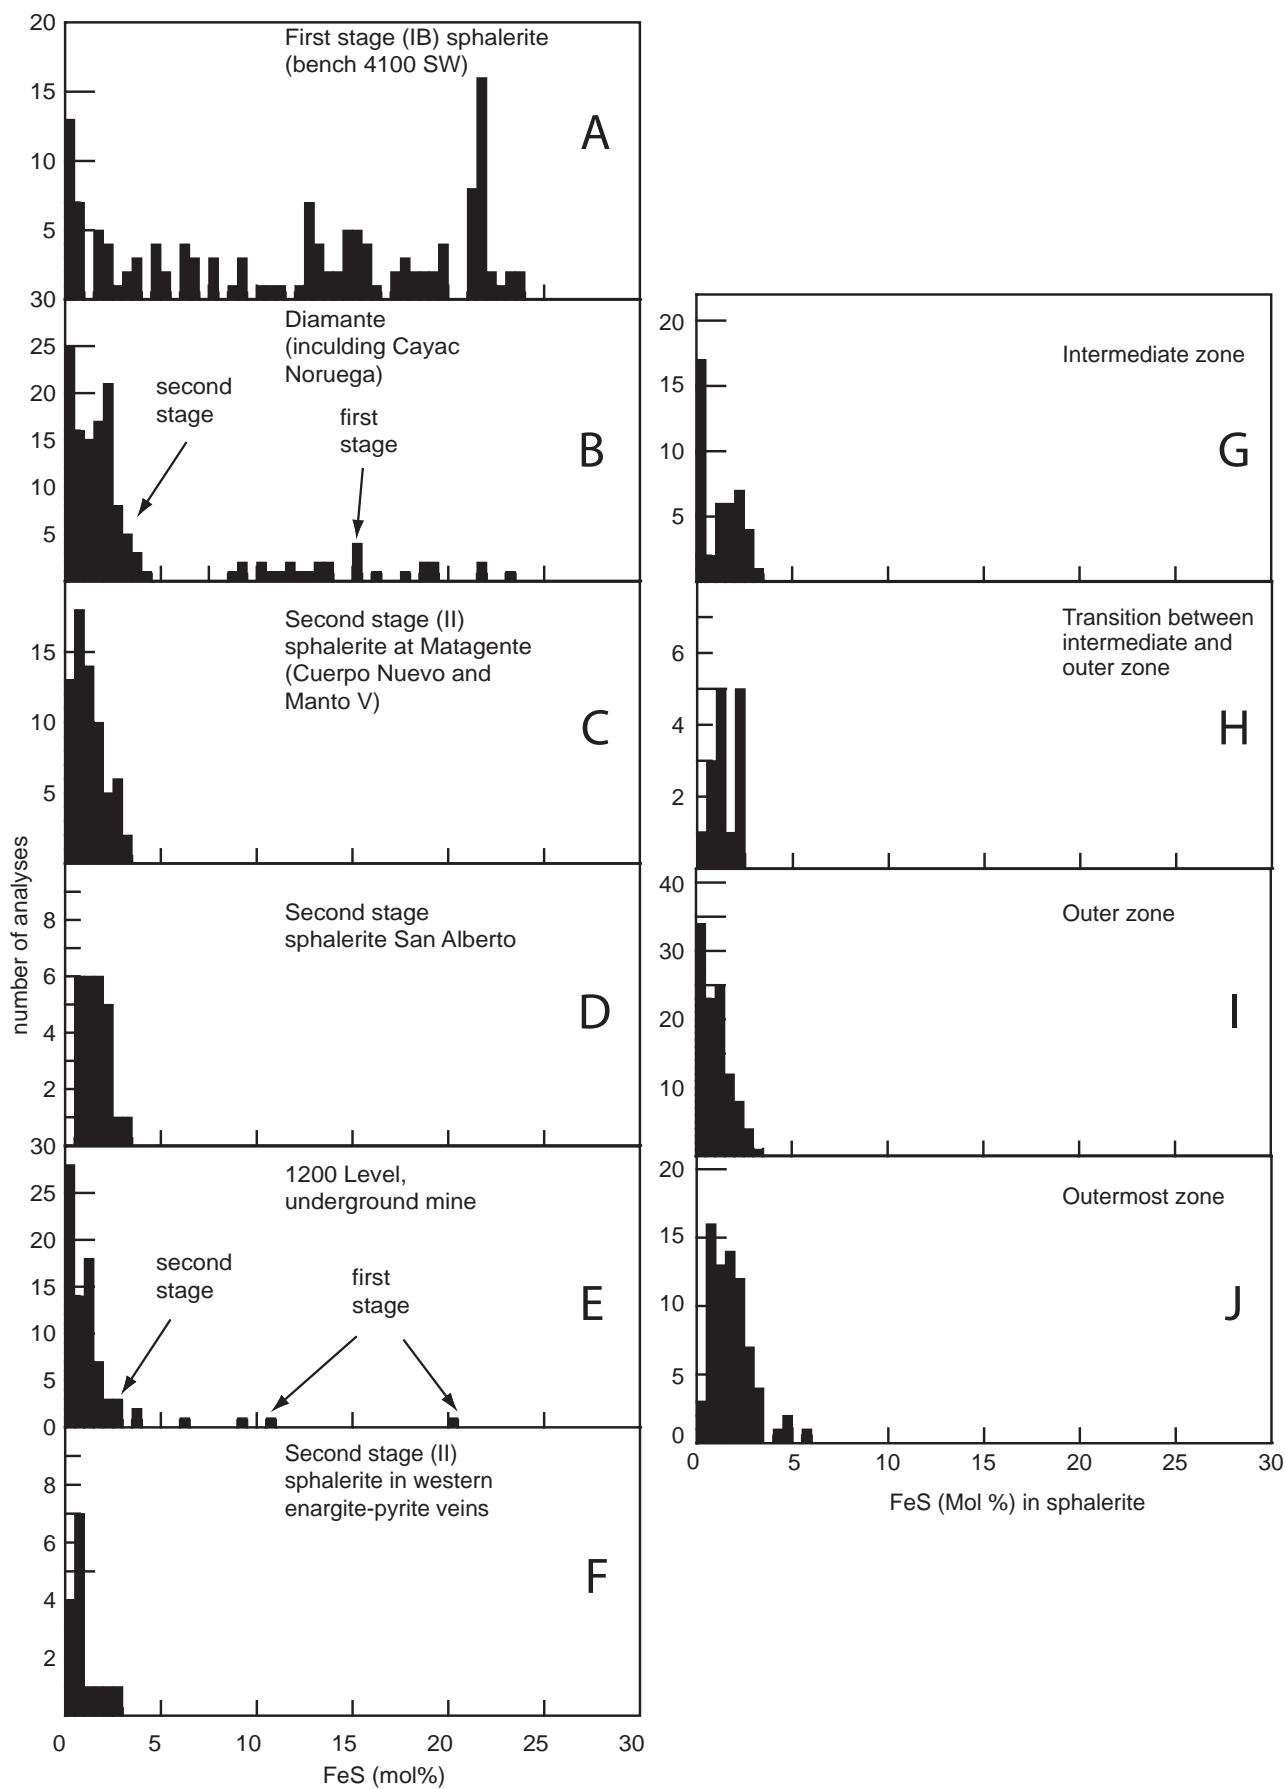 20
First stage (IB) sphalerite
(bench 4100 SW)
15
A
10
5
30
Diamante
(inculding Cayac
Noruega)
25
second
stage
20
first
stage
15
B
10
5
Second stage (II)
sphalerite at Matagente
(Cuerpo Nuevo and
Manto V)
15
10
C
5
number of analyses
Second stage
sphalerite San Alberto
8
6
D
4
2
30
1200 Level,
underground mine
25
20
second
stage
first
stage
15
E
10
5
0
Second stage (II)
sphalerite in western
enargite-pyrite veins
8
6
F
4
2
0 5 10 15 20 25 30
FeS (mol%)
20
Intermediate zone
15
G
10
5
Transition between
intermediate and
outer zone
6
H
4
2
40
Outer zone
30
I
20
10
20
Outermost zone
15
J
10
5
0
0 5 10 15 20 25 30
FeS (Mol %) in sphalerite